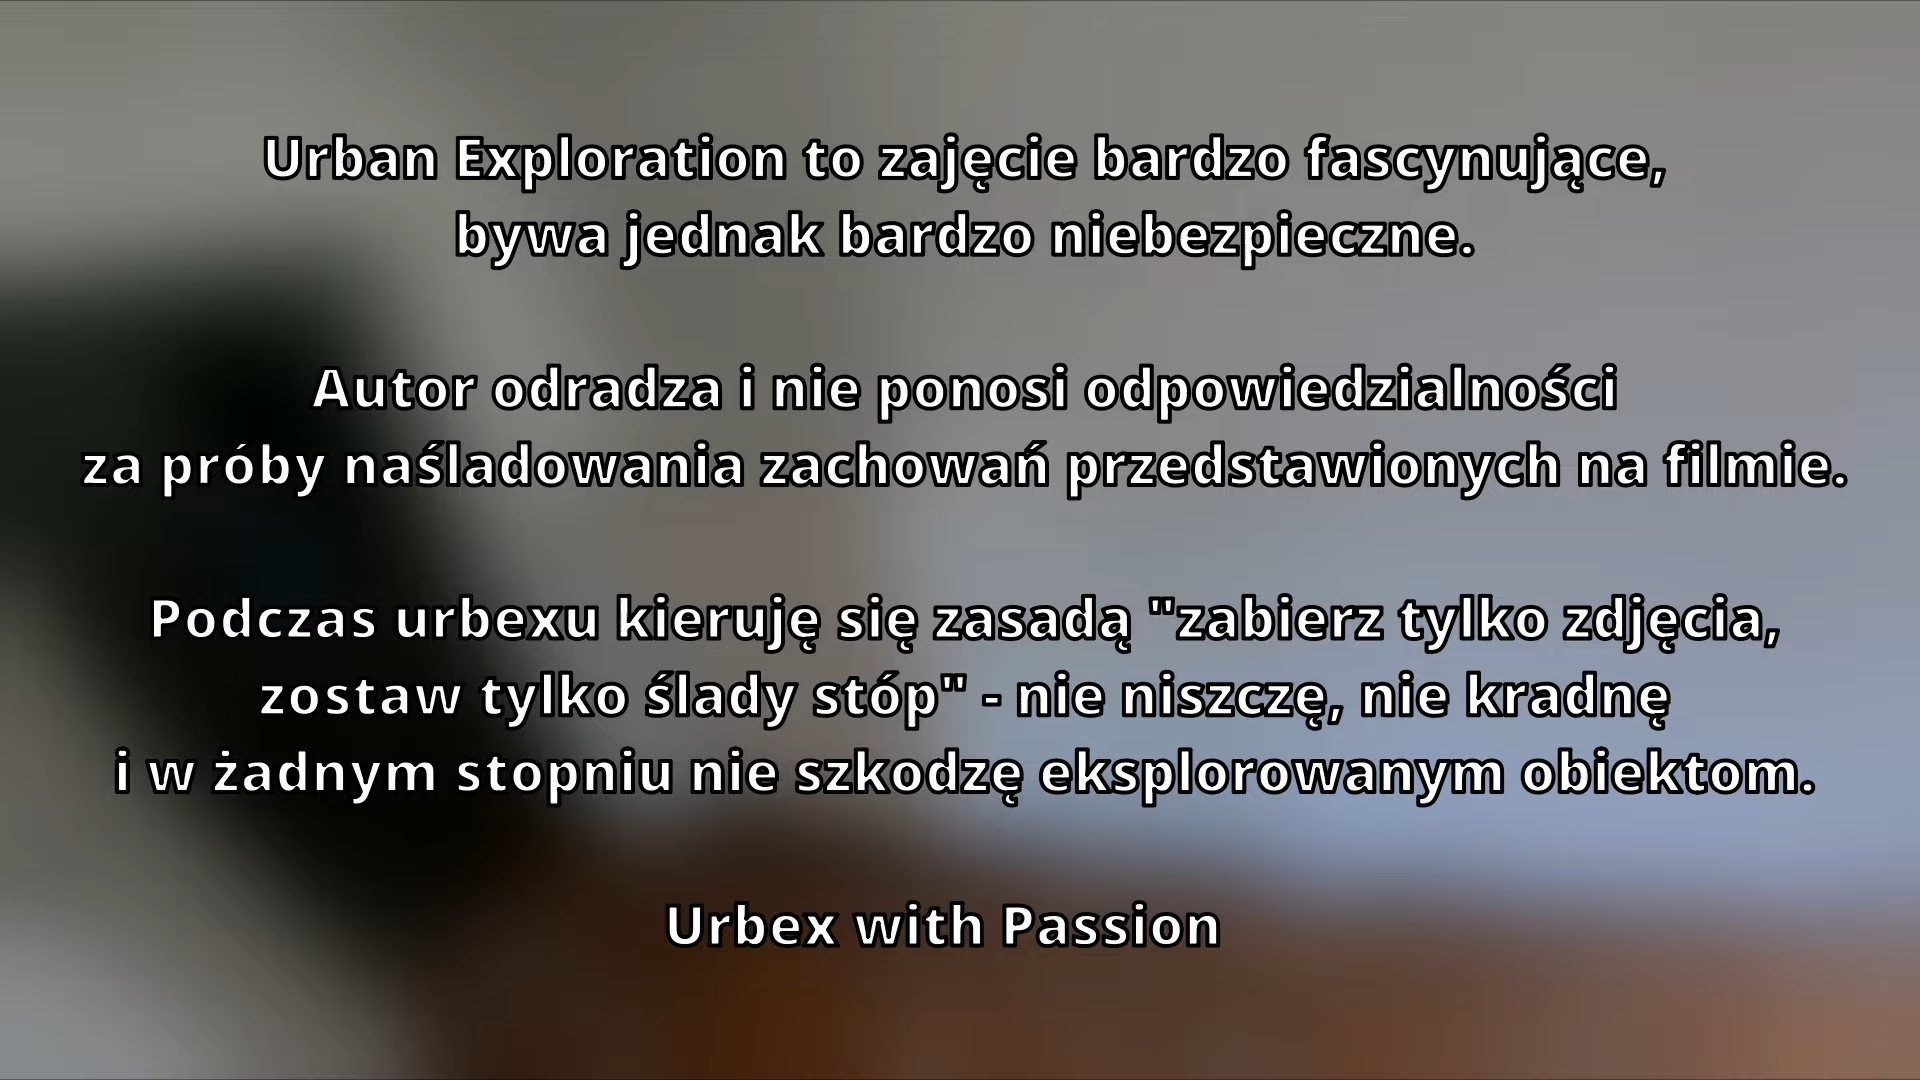 Urban Exploration to zajęcie bardzo fascynujące,
bywa jednak bardzo niebezpieczne.
Autor odradza i nie ponosi odpowiedzialności
za próby naśladowania zachowań przedstawionych na filmie.
Podczas urbexu kieruję się zasadą "zabierz tylko zdjęcia,
zostaw tylko ślady stóp" - nie niszczę, nie kradnę
i w żadnym stopniu nie szkodzę eksplorowanym obiektom.
Urbex with Passion